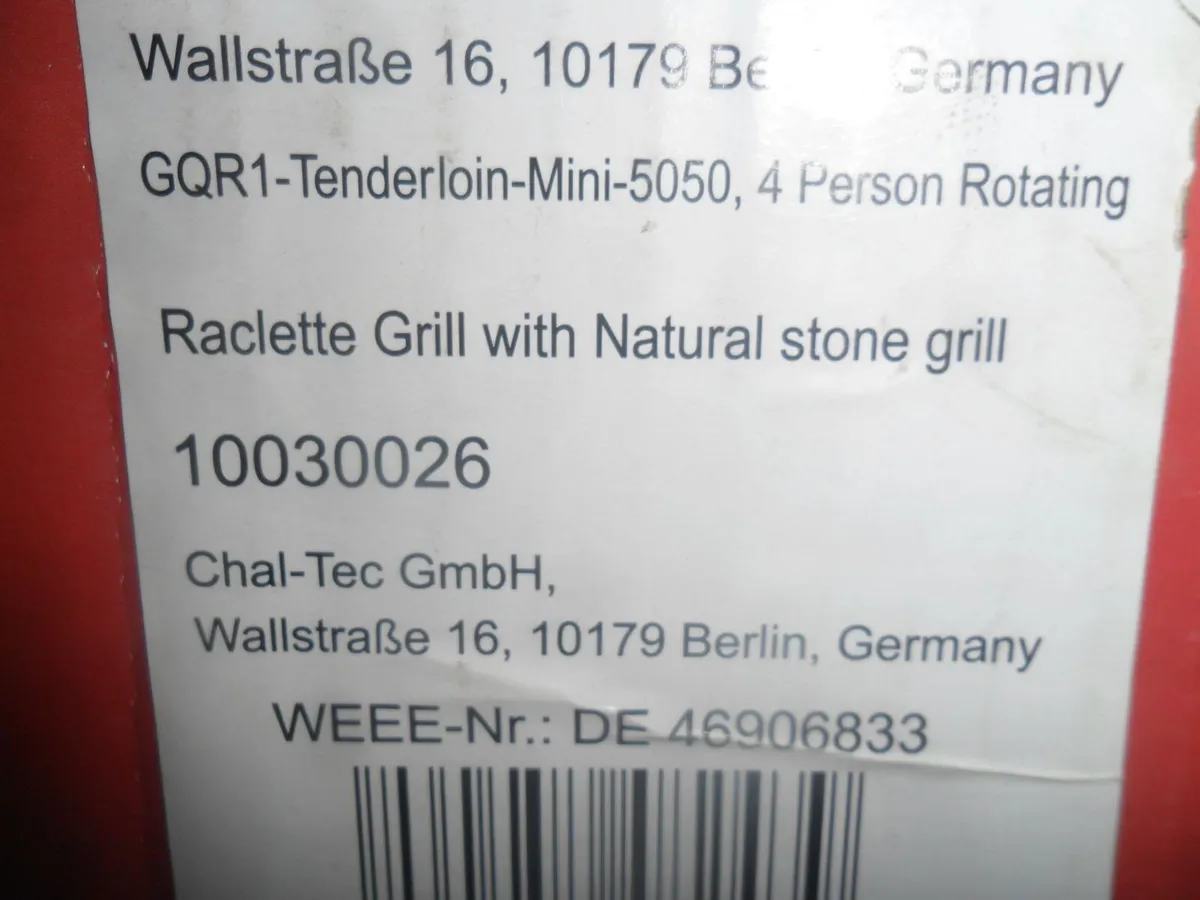 Wallstraße 16, 10179 Germany
GQR1-Tenderloin-Mini-5050, 4 Person Rotating
Raclette Grill with Natural stone grill
10030026
Chal-Tec GmbH,
Wallstraße 16, 10179 Berlin, Germany
WEEE-Nr.: DE 46906833